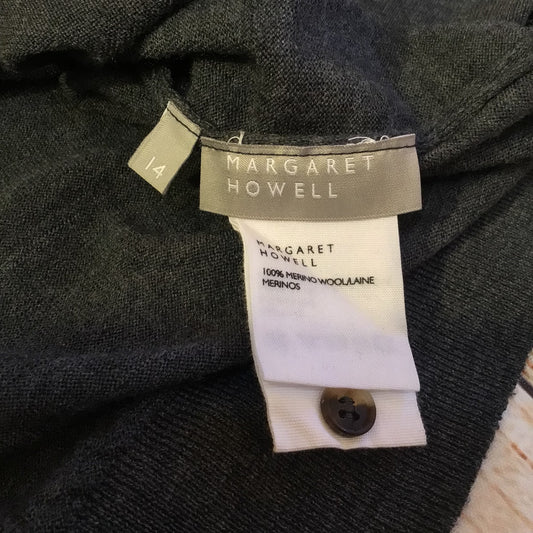 14
MARGARET
HOWELL
MARGARET
HOWELL
100% MERINO WOOL/LAINE
MERINOS